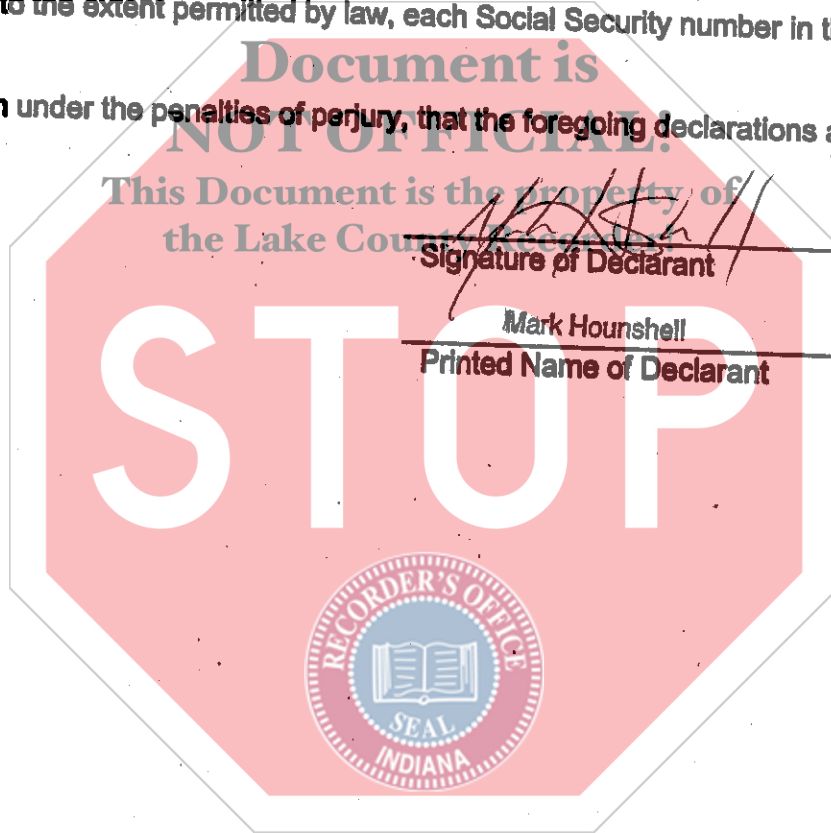 to the extent permitted by law, each Social Security number in t
Document is
n under the penalties of perjury, that the foregoing declarations a
NOT OFFICIAL!
This Document is the property of
the Lake County Recorder!
Signature of Declarant
Mark Hounshell
Printed Name of Declarant
STOP
RECORDER'S OFFICE
SEAL
INDIANA